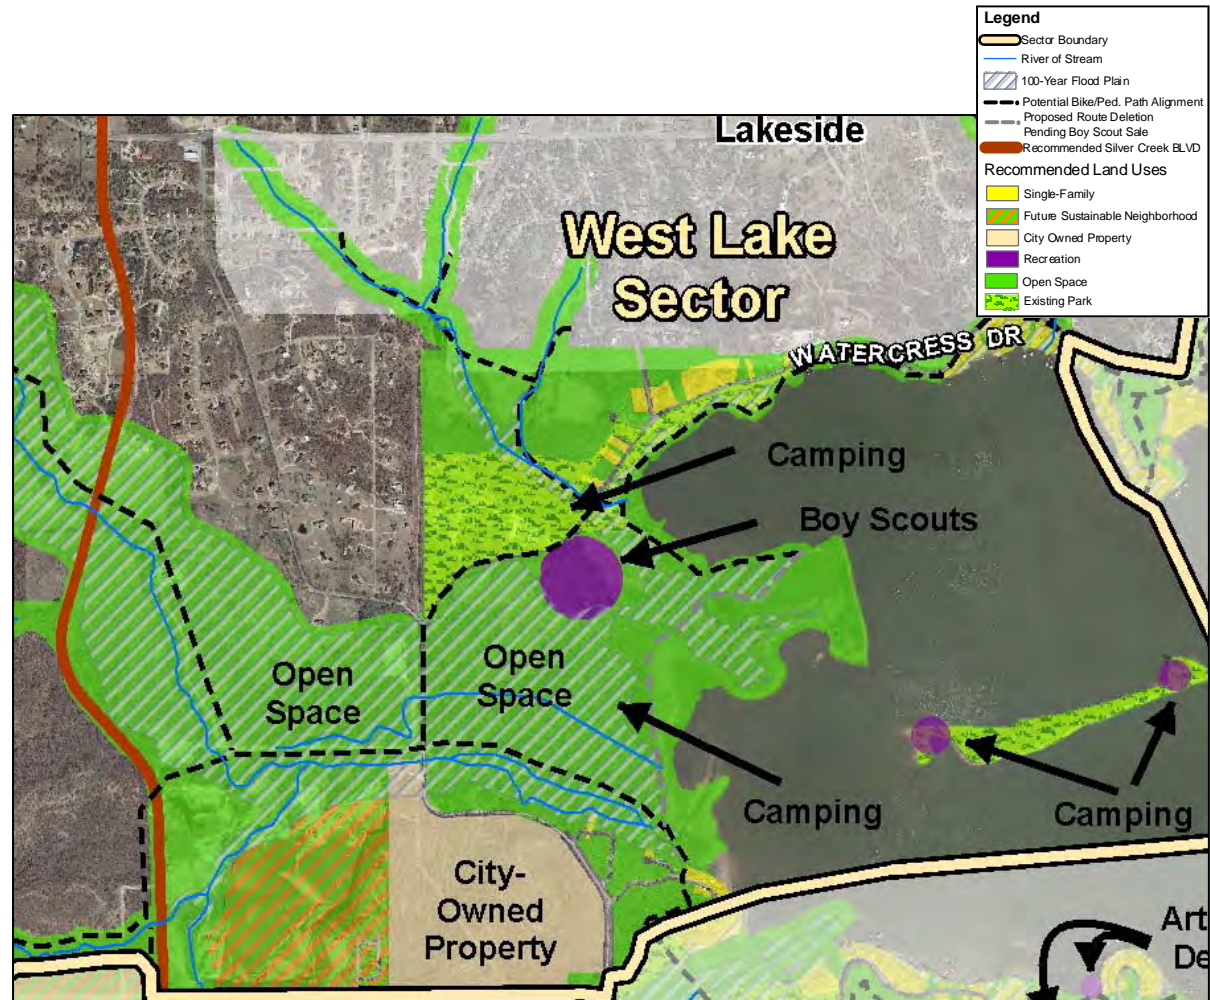 Legend
Sector Boundary
River of Stream
100-Year Flood Plain
Potential Bike/Ped. Path Alignment
Proposed Route Deletion
Pending Boy Scout Sale
Recommended Silver Creek BLVD
Recommended Land Uses
Single-Family
Future Sustainable Neighborhood
City Owned Property
Recreation
Open Space
Existing Park
Lakeside
West Lake
Sector
WATERCRESS DR
Camping
Boy Scouts
Open
Space
Open
Space
Camping
Camping
City-
Owned
Property
Art
De